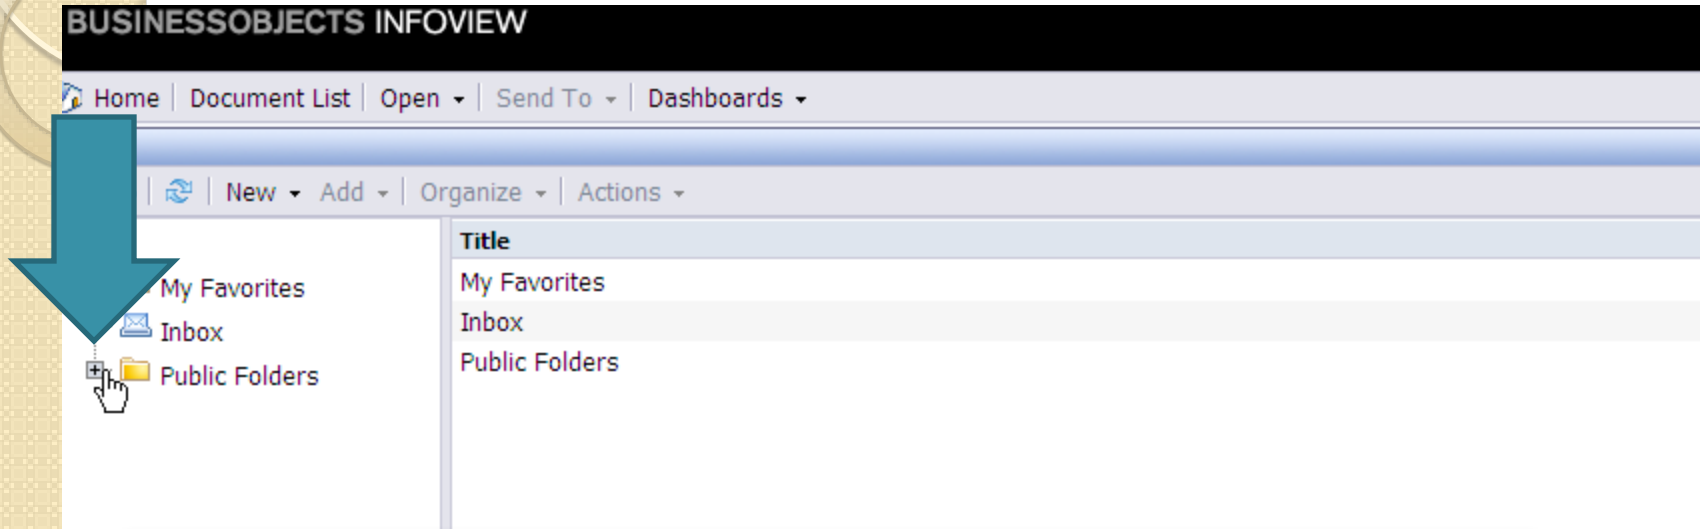 BUSINESSOBJECTS INFOVIEW
Home Document List Open Send To Dashboards
New Add Organize Actions
Title
My Favorites My Favorites
Inbox Inbox
Public Folders Public Folders